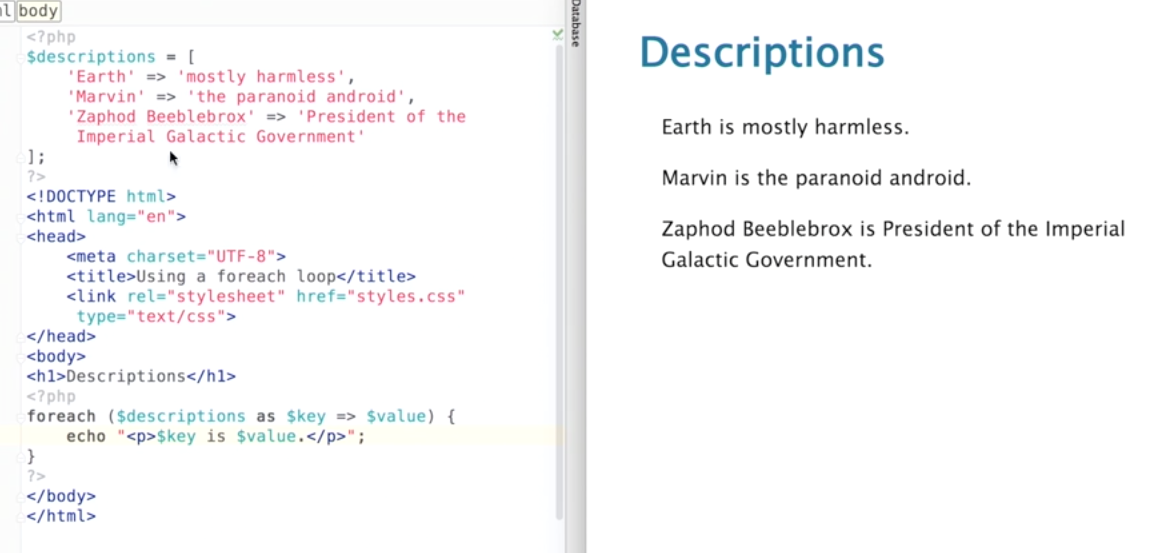 body
Database
<?php
$descriptions = [
'Earth' => 'mostly harmless',
'Marvin' => 'the paranoid android',
'Zaphod Beeblebrox' => 'President of the
Imperial Galactic Government'
];
?>
<!DOCTYPE html>
<html lang="en">
<head>
<meta charset="UTF-8">
<title>Using a foreach loop</title>
<link rel="stylesheet" href="styles.css"
type="text/css">
</head>
<body>
<h1>Descriptions</h1>
<?php
foreach ($descriptions as $key => $value) {
echo "<p>$key is $value.</p>";
}
?>
</body>
</html>
Descriptions
Earth is mostly harmless.
Marvin is the paranoid android.
Zaphod Beeblebrox is President of the Imperial
Galactic Government.